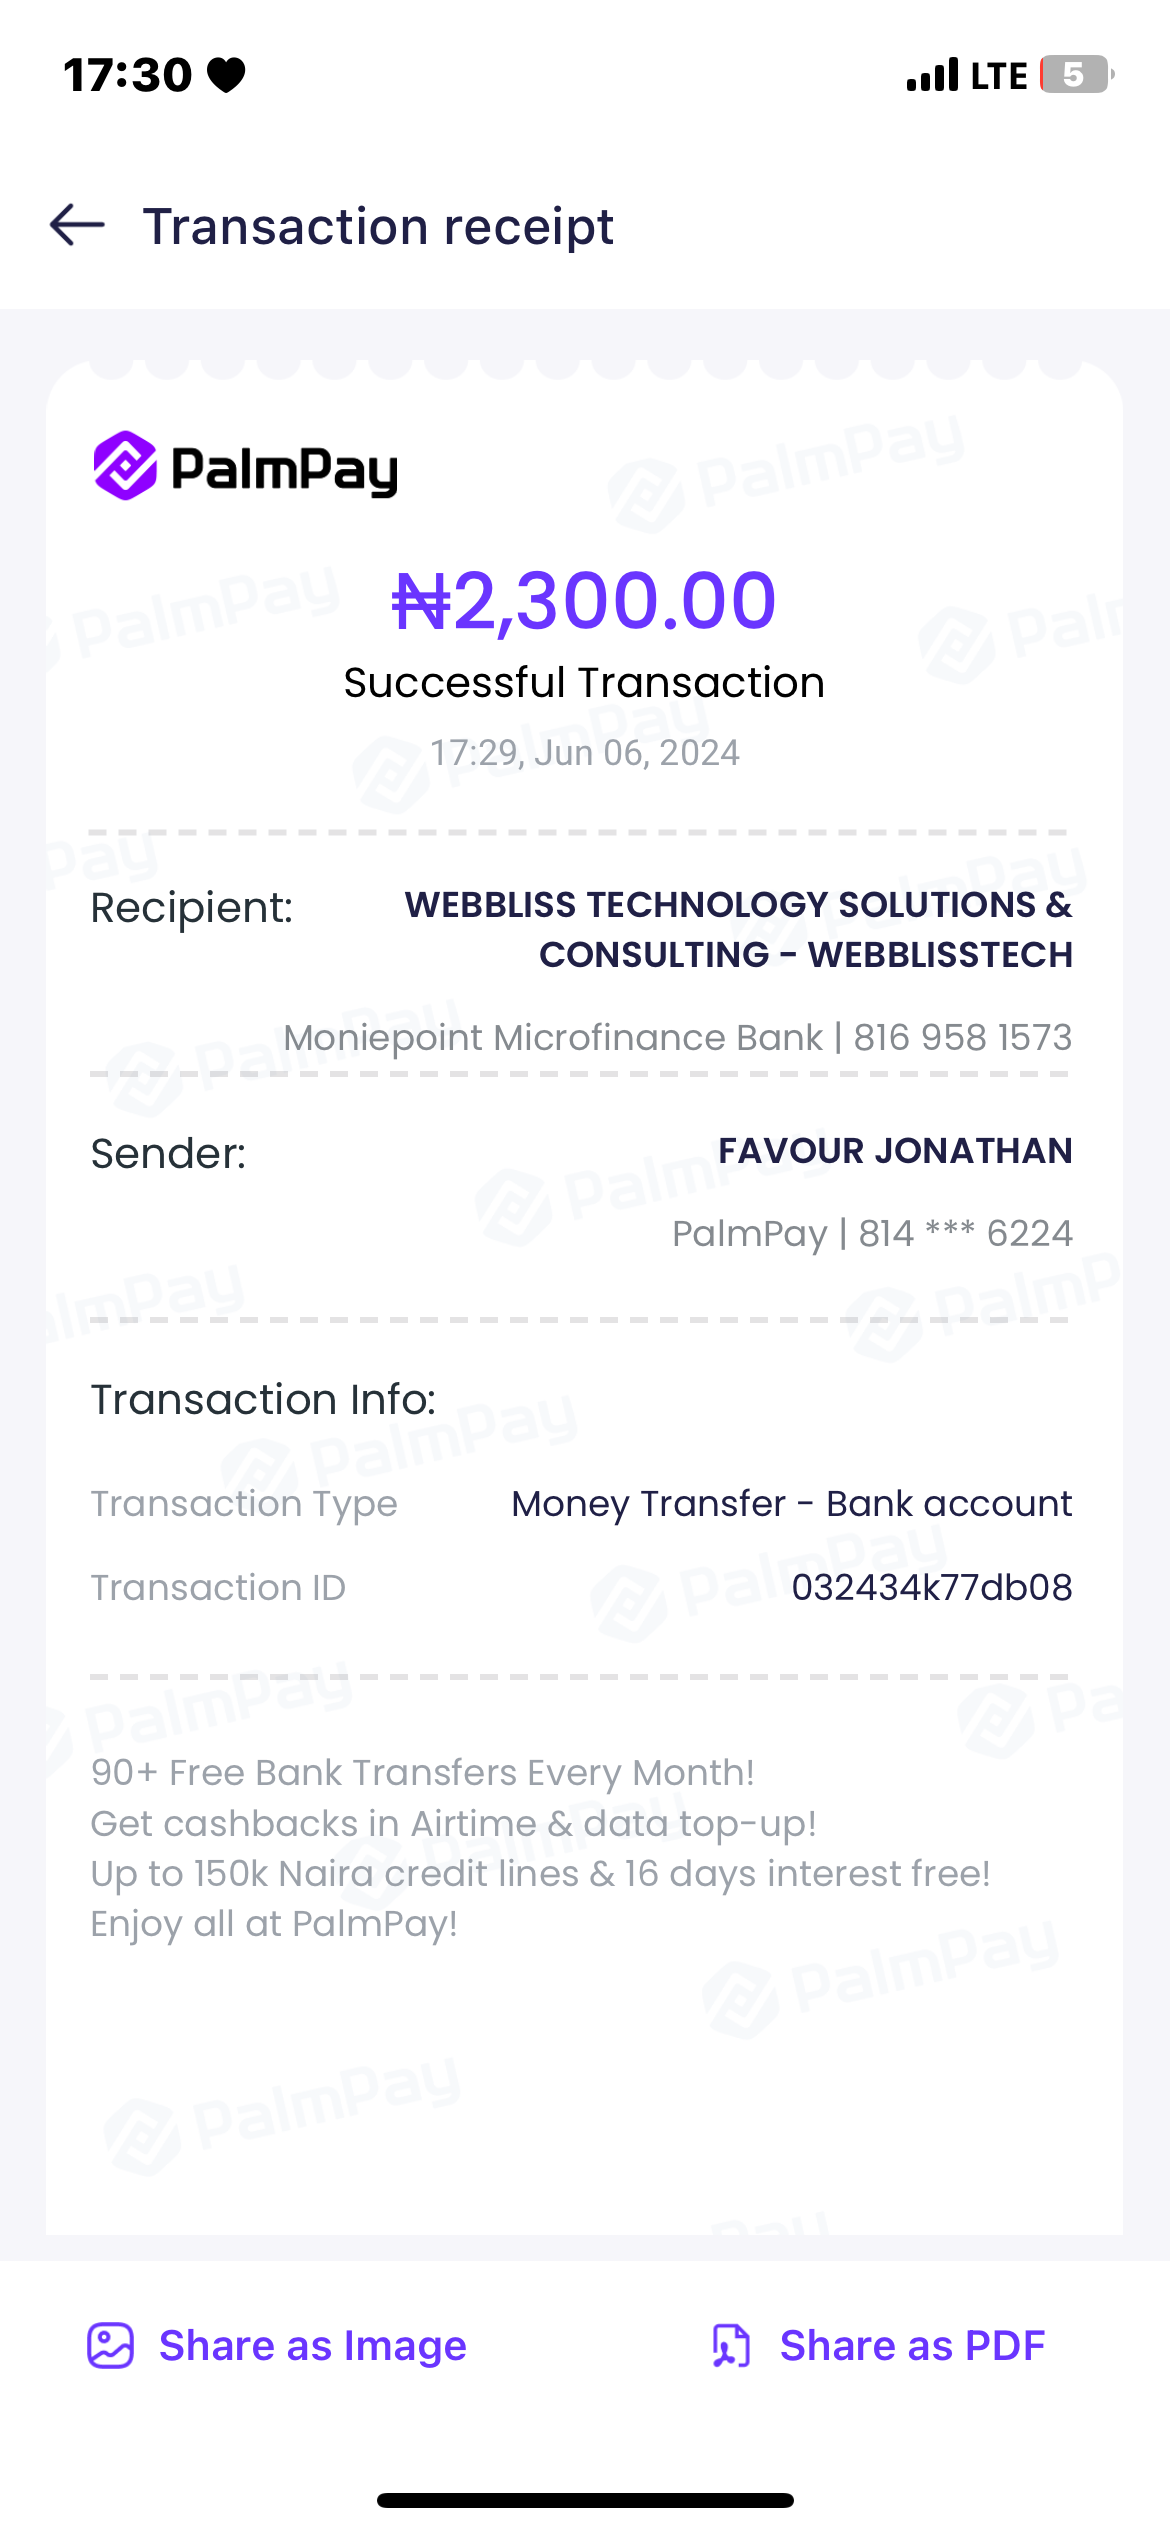 17:30
LTE 5
Transaction receipt
PalmPay
₦2,300.00
Successful Transaction
17:29, Jun 06, 2024
Recipient:
WEBBLISS TECHNOLOGY SOLUTIONS &
CONSULTING - WEBBLISSTECH
Moniepoint Microfinance Bank | 816 958 1573
Sender:
FAVOUR JONATHAN
PalmPay | 814 *** 6224
Transaction Info:
Transaction Type
Money Transfer - Bank account
Transaction ID
032434k77db08
90+ Free Bank Transfers Every Month!
Get cashbacks in Airtime & data top-up!
Up to 150k Naira credit lines & 16 days interest free!
Enjoy all at PalmPay!
Share as Image
Share as PDF